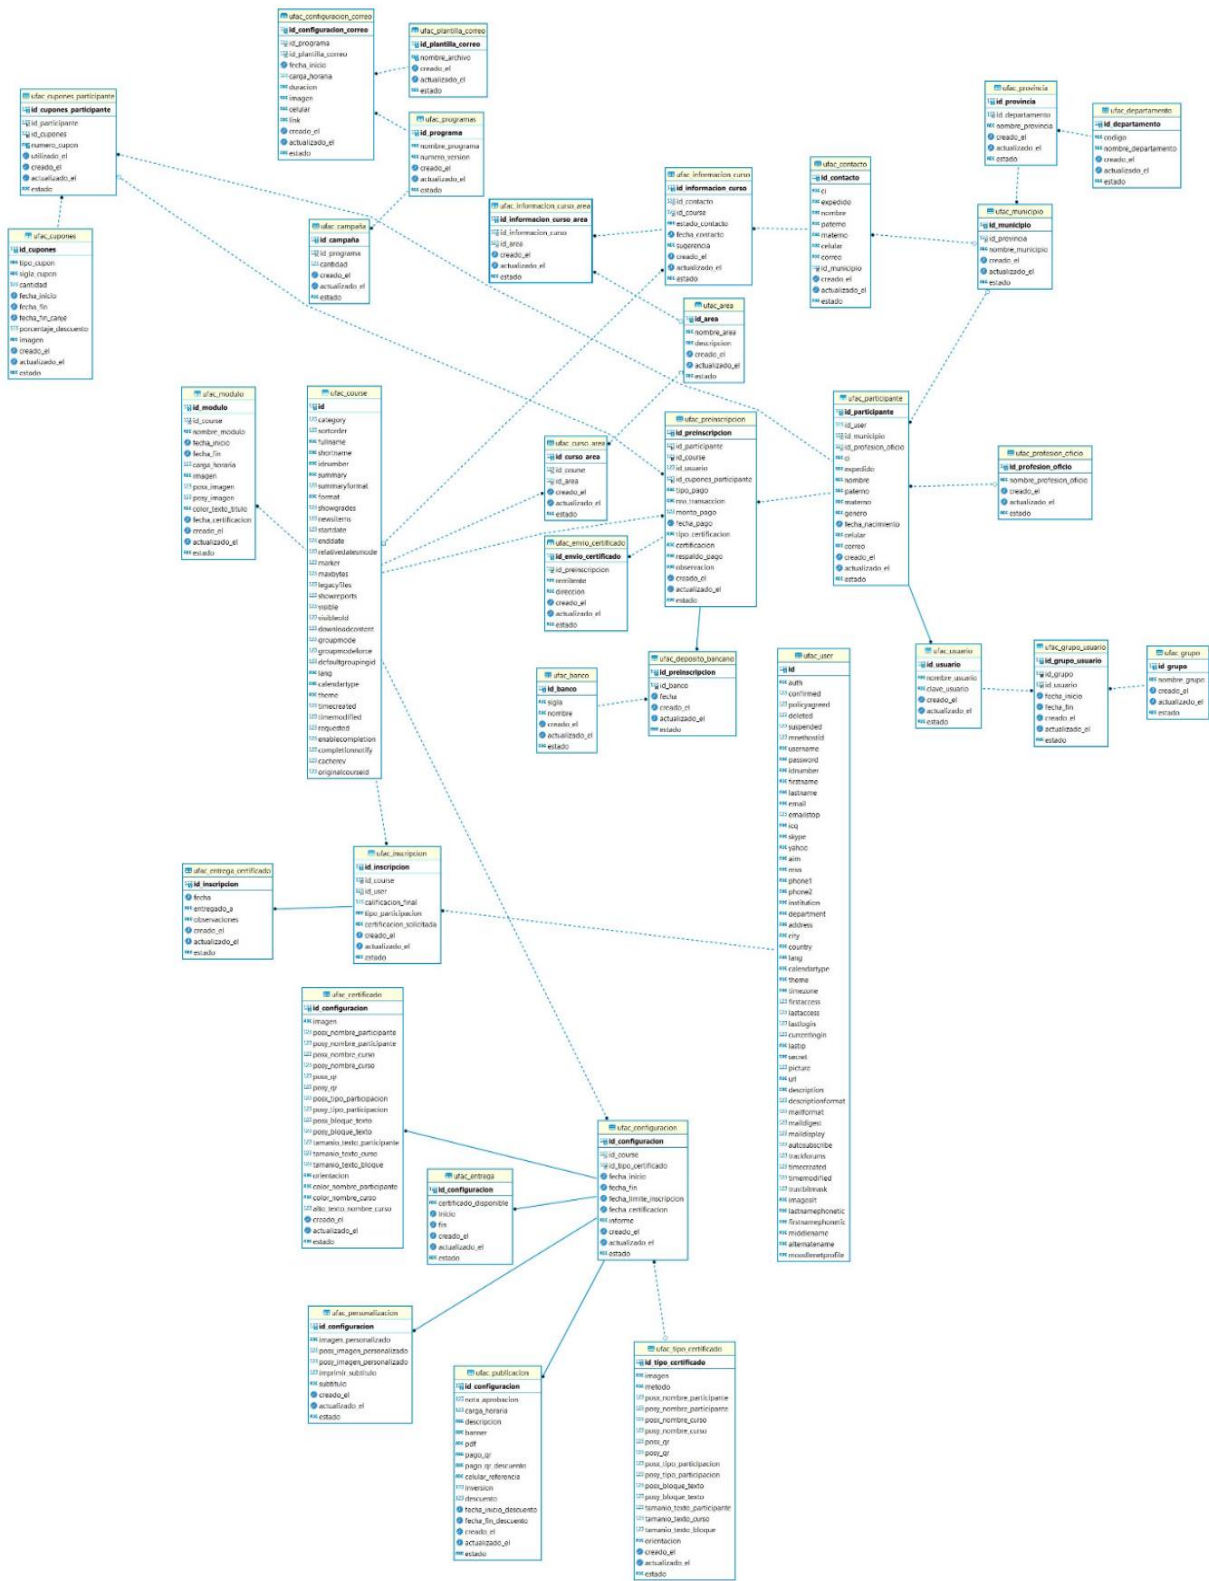 ufac_configuracion_correo
id_configuracion_correo
id_programa
id_plantilla_correo
fecha_inicio
carga_horaria
duracion
imagen
celular
link
creado_el
actualizado_el
estado
ufac_plantilla_correo
id_plantilla_correo
nombre_archivo
creado_el
actualizado_el
estado
ufac_cupones_participante
id_cupones_participante
id_participante
id_cupones
numero_cupon
utilizado_el
creado_el
actualizado_el
estado
ufac_programas
id_programa
nombre_programa
numero_version
creado_el
actualizado_el
estado
ufac_provincia
id_provincia
id_departamento
nombre_provincia
creado_el
actualizado_el
estado
ufac_departamento
id_departamento
codigo
nombre_departamento
creado_el
actualizado_el
estado
ufac_cupones
id_cupones
tipo_cupon
sigla_cupon
cantidad
fecha_inicio
fecha_fin
fecha_fin_canje
porcentaje_descuento
imagen
creado_el
actualizado_el
estado
ufac_campaña
id_campaña
id_programa
cantidad
creado_el
actualizado_el
estado
ufac_informacion_curso_area
id_informacion_curso_area
id_informacion_curso
id_area
creado_el
actualizado_el
estado
ufac_informacion_curso
id_informacion_curso
id_contacto
id_course
estado_contacto
fecha_contacto
sugerencia
creado_el
actualizado_el
estado
ufac_contacto
id_contacto
ci
expedido
nombre
paterno
materno
celular
correo
id_municipio
creado_el
actualizado_el
estado
ufac_municipio
id_municipio
id_provincia
nombre_municipio
creado_el
actualizado_el
estado
ufac_area
id_area
nombre_area
descripcion
creado_el
actualizado_el
estado
ufac_modulo
id_modulo
id_course
nombre_modulo
fecha_inicio
fecha_fin
carga_horaria
imagen
posx_imagen
posy_imagen
color_texto_titulo
fecha_certificacion
creado_el
actualizado_el
estado
ufac_course
id
category
sortorder
fullname
shortname
idnumber
summary
summaryformat
format
showgrades
newsitems
startdate
enddate
relativedatesmode
marker
maxbytes
legacyfiles
showreports
visible
visibleold
downloadcontent
groupmode
groupmodeforce
defaultgroupingid
lang
calendartype
theme
timecreated
timemodified
requested
enablecompletion
completionnotify
cacherev
originalcourseid
ufac_curso_area
id_curso_area
id_course
id_area
creado_el
actualizado_el
estado
ufac_preinscripcion
id_preinscripcion
id_participante
id_course
id_usuario
id_cupones_participante
tipo_pago
nro_transaccion
monto_pago
fecha_pago
tipo_certificacion
certificacion
respaldo_pago
observacion
creado_el
actualizado_el
estado
ufac_participante
id_participante
id_user
id_municipio
id_profesion_oficio
ci
expedido
nombre
paterno
materno
genero
fecha_nacimiento
celular
correo
creado_el
actualizado_el
estado
ufac_profesion_oficio
id_profesion_oficio
nombre_profesion_oficio
creado_el
actualizado_el
estado
ufac_envio_certificado
id_envio_certificado
id_preinscripcion
remitente
direccion
creado_el
actualizado_el
estado
ufac_banco
id_banco
sigla
nombre
creado_el
actualizado_el
estado
ufac_deposito_bancario
id_preinscripcion
id_banco
fecha
creado_el
actualizado_el
estado
ufac_user
id
auth
confirmed
policyagreed
deleted
suspended
mnethostid
username
password
idnumber
firstname
lastname
email
emailstop
icq
skype
yahoo
aim
msn
phone1
phone2
institution
department
address
city
country
lang
calendartype
theme
timezone
firstaccess
lastaccess
lastlogin
currentlogin
lastip
secret
picture
url
description
descriptionformat
mailformat
maildigest
maildisplay
autosubscribe
trackforums
timecreated
timemodified
trustbitmask
imagealt
lastnamephonetic
firstnamephonetic
middlename
alternatename
moodlenetprofile
ufac_usuario
id_usuario
nombre_usuario
clave_usuario
creado_el
actualizado_el
estado
ufac_grupo_usuario
id_grupo_usuario
id_grupo
id_usuario
fecha_inicio
fecha_fin
creado_el
actualizado_el
estado
ufac_grupo
id_grupo
nombre_grupo
creado_el
actualizado_el
estado
ufac_entrega_certificado
id_inscripcion
fecha
entregado_a
observaciones
creado_el
actualizado_el
estado
ufac_inscripcion
id_inscripcion
id_course
id_user
calificacion_final
tipo_participacion
certificacion_solicitada
creado_el
actualizado_el
estado
ufac_certificado
id_configuracion
imagen
posx_nombre_participante
posy_nombre_participante
posx_nombre_curso
posy_nombre_curso
posx_qr
posy_qr
posx_tipo_participacion
posy_tipo_participacion
posx_bloque_texto
posy_bloque_texto
tamanio_texto_participante
tamanio_texto_curso
tamanio_texto_bloque
orientacion
color_nombre_participante
color_nombre_curso
alto_texto_nombre_curso
creado_el
actualizado_el
estado
ufac_entrega
id_configuracion
certificado_disponible
inicio
fin
creado_el
actualizado_el
estado
ufac_configuracion
id_configuracion
id_course
id_tipo_certificado
fecha_inicio
fecha_fin
fecha_limite_inscripcion
fecha_certificacion
informe
creado_el
actualizado_el
estado
ufac_personalizacion
id_configuracion
imagen_personalizado
posx_imagen_personalizado
posy_imagen_personalizado
imprimir_subtitulo
subtitulo
creado_el
actualizado_el
estado
ufac_publicacion
id_configuracion
nota_aprobacion
carga_horaria
descripcion
banner
pdf
pago_qr
pago_qr_descuento
celular_referencia
inversion
descuento
fecha_inicio_descuento
fecha_fin_descuento
creado_el
actualizado_el
estado
ufac_tipo_certificado
id_tipo_certificado
imagen
metodo
posx_nombre_participante
posy_nombre_participante
posx_nombre_curso
posy_nombre_curso
posx_qr
posy_qr
posx_tipo_participacion
posy_tipo_participacion
posx_bloque_texto
posy_bloque_texto
tamanio_texto_participante
tamanio_texto_curso
tamanio_texto_bloque
orientacion
creado_el
actualizado_el
estado